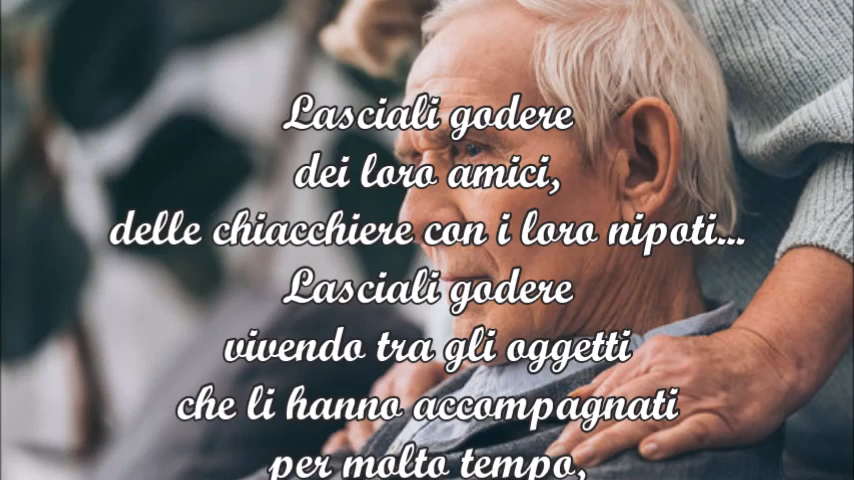 Lasciali godere
dei loro amici,
delle chiacchiere con i loro nipoti...
Lasciali godere
vivendo tra gli oggetti
che li hanno accompagnati
per molto tempo,